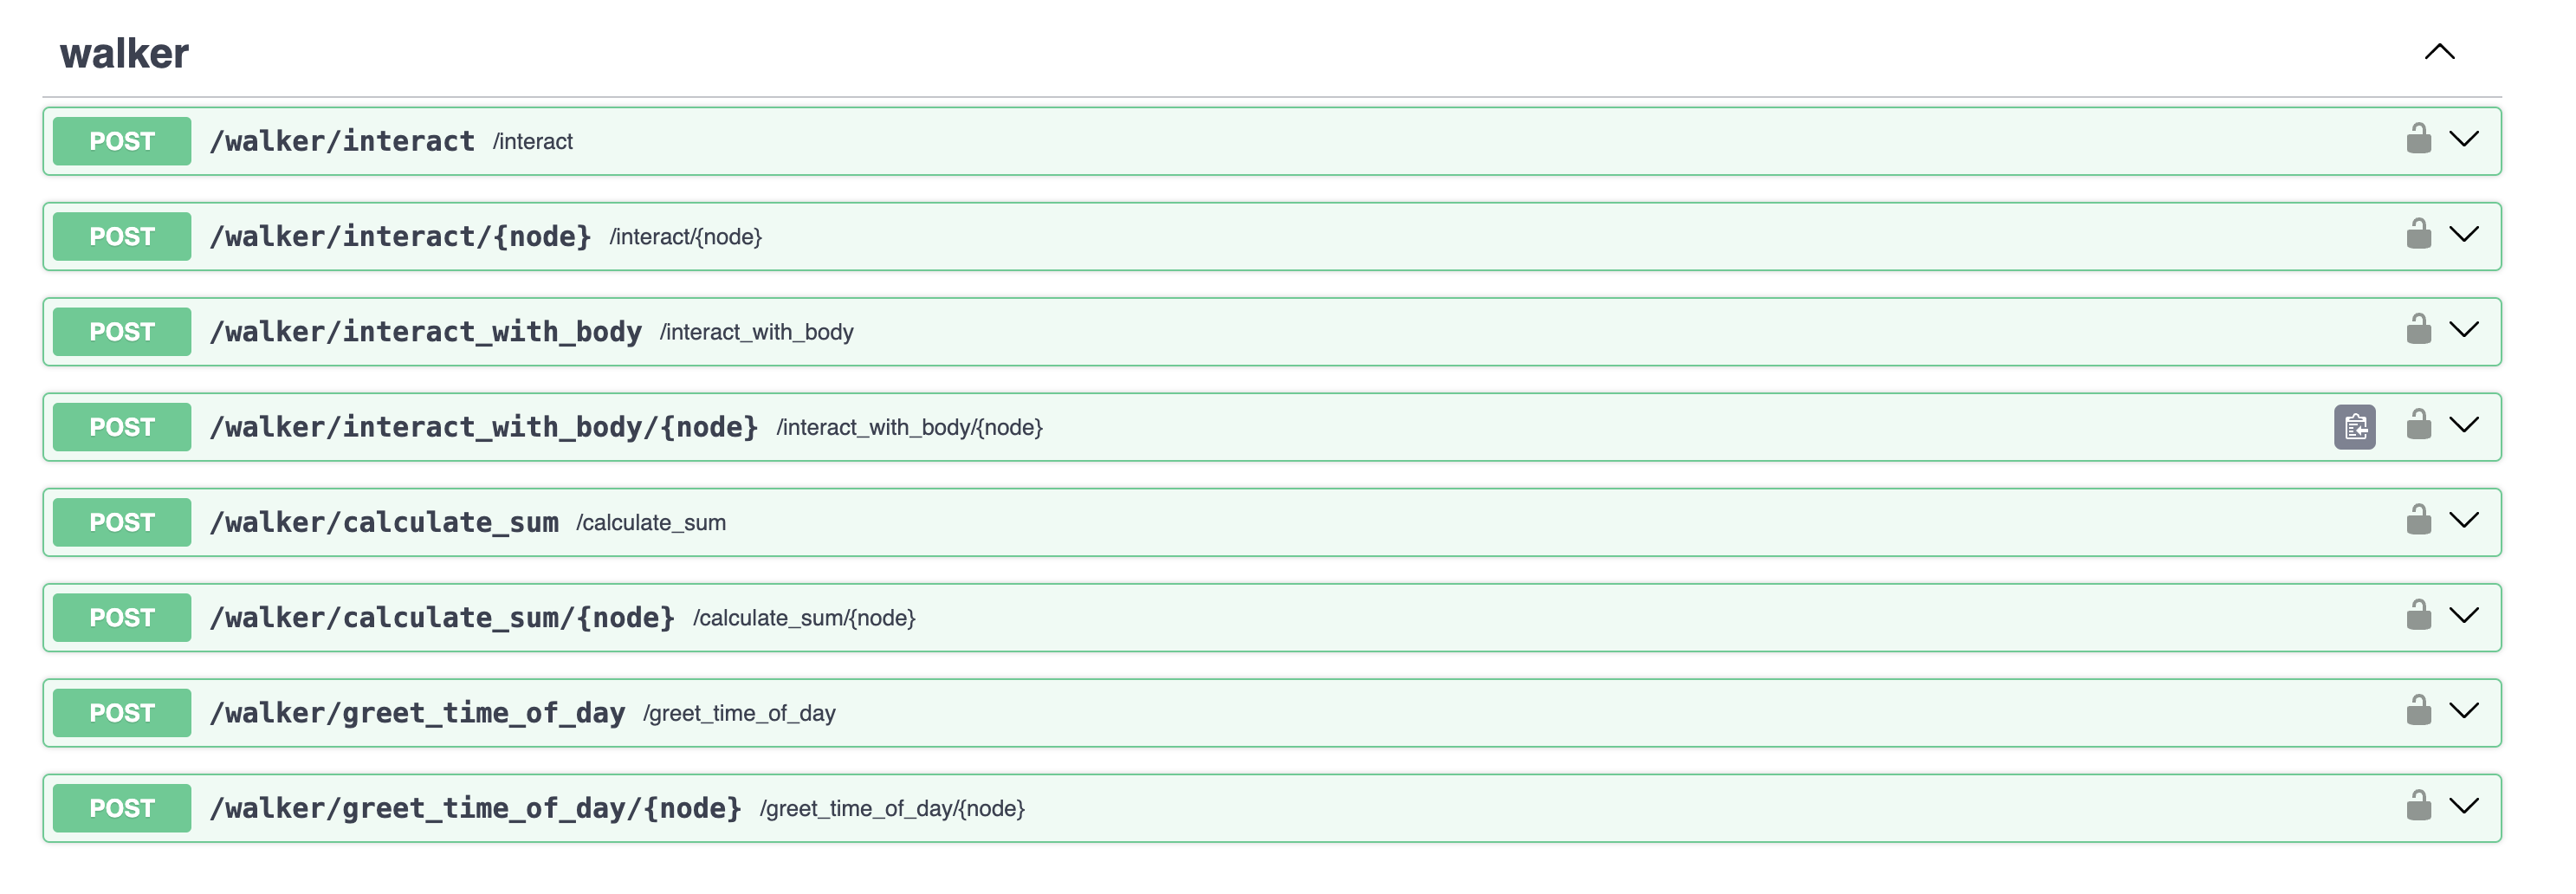 walker
POST /walker/interact /interact
POST /walker/interact/{node} /interact/{node}
POST /walker/interact_with_body /interact_with_body
POST /walker/interact_with_body/{node} /interact_with_body/{node}
POST /walker/calculate_sum /calculate_sum
POST /walker/calculate_sum/{node} /calculate_sum/{node}
POST /walker/greet_time_of_day /greet_time_of_day
POST /walker/greet_time_of_day/{node} /greet_time_of_day/{node}